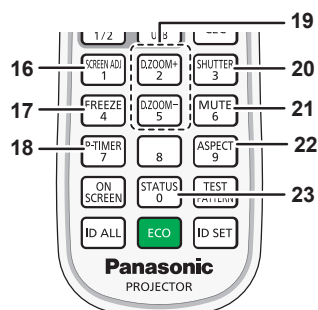 19
1/2
16
SCREEN ADJ
1
D.ZOOM+
2
SHUTTER
3
20
17
FREEZE
4
D.ZOOM−
5
MUTE
6
21
18
P-TIMER
7
8
ASPECT
9
22
ON
SCREEN
STATUS
0
TEST
PATTERN
23
ID ALL
ECO
ID SET
Panasonic
PROJECTOR